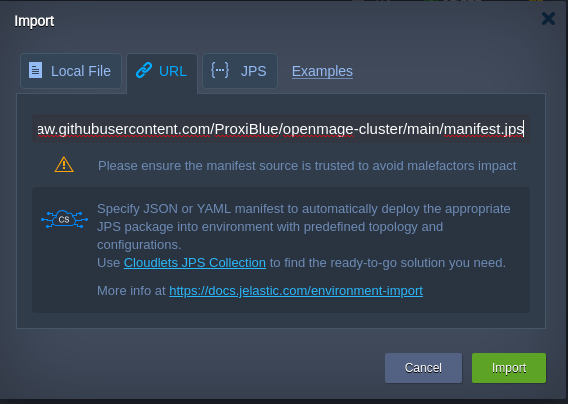 Import
Local File
URL
JPS
Examples
aw.githubusercontent.com/ProxiBlue/openmage-cluster/main/manifest.jps
Please ensure the manifest source is trusted to avoid malefactors impact
CS
Specify JSON or YAML manifest to automatically deploy the appropriate
JPS package into environment with predefined topology and
configurations.
Use Cloudlets JPS Collection to find the ready-to-go solution you need.
More info at https://docs.jelastic.com/environment-import
Cancel
Import